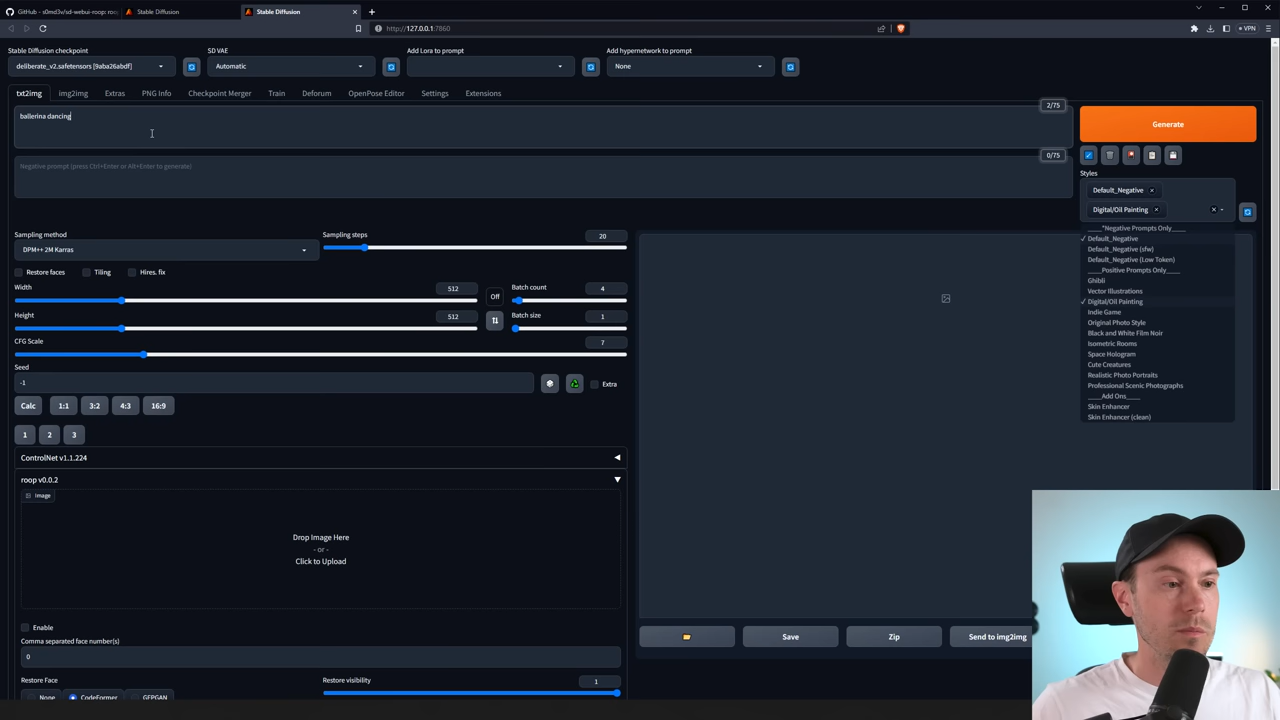 GitHub - s0md3v/sd-webui-roop: roop
Stable Diffusion
Stable Diffusion
http://127.0.0.1:7860
VPN
Stable Diffusion checkpoint
SD VAE
Add Lora to prompt
Add hypernetwork to prompt
deliberate_v2.safetensors [9aba26abdf]
Automatic
None
txt2img
img2img
Extras
PNG Info
Checkpoint Merger
Train
Deforum
OpenPose Editor
Settings
Extensions
2/75
ballerina dancing
Generate
0/75
Negative prompt (press Ctrl+Enter or Alt+Enter to generate)
Styles
Default_Negative
Digital/Oil Painting
____*Negative Prompts Only____
Default_Negative
Default_Negative (sfw)
Default_Negative (Low Token)
____Positive Prompts Only____
Ghibli
Vector Illustrations
Digital/Oil Painting
Indie Game
Original Photo Style
Black and White Film Noir
Isometric Rooms
Space Hologram
Cute Creatures
Realistic Photo Portraits
Professional Scenic Photographs
____Add Ons____
Skin Enhancer
Skin Enhancer (clean)
Sampling method
Sampling steps
20
DPM++ 2M Karras
Restore faces
Tiling
Hires. fix
Width
512
Off
Batch count
4
Height
512
Batch size
1
CFG Scale
7
Seed
-1
Extra
Calc
1:1
3:2
4:3
16:9
1
2
3
ControlNet v1.1.224
roop v0.0.2
Image
Drop Image Here
- or -
Click to Upload
Enable
Comma separated face number(s)
0
Restore Face
Restore visibility
1
None
CodeFormer
GFPGAN
Save
Zip
Send to img2img